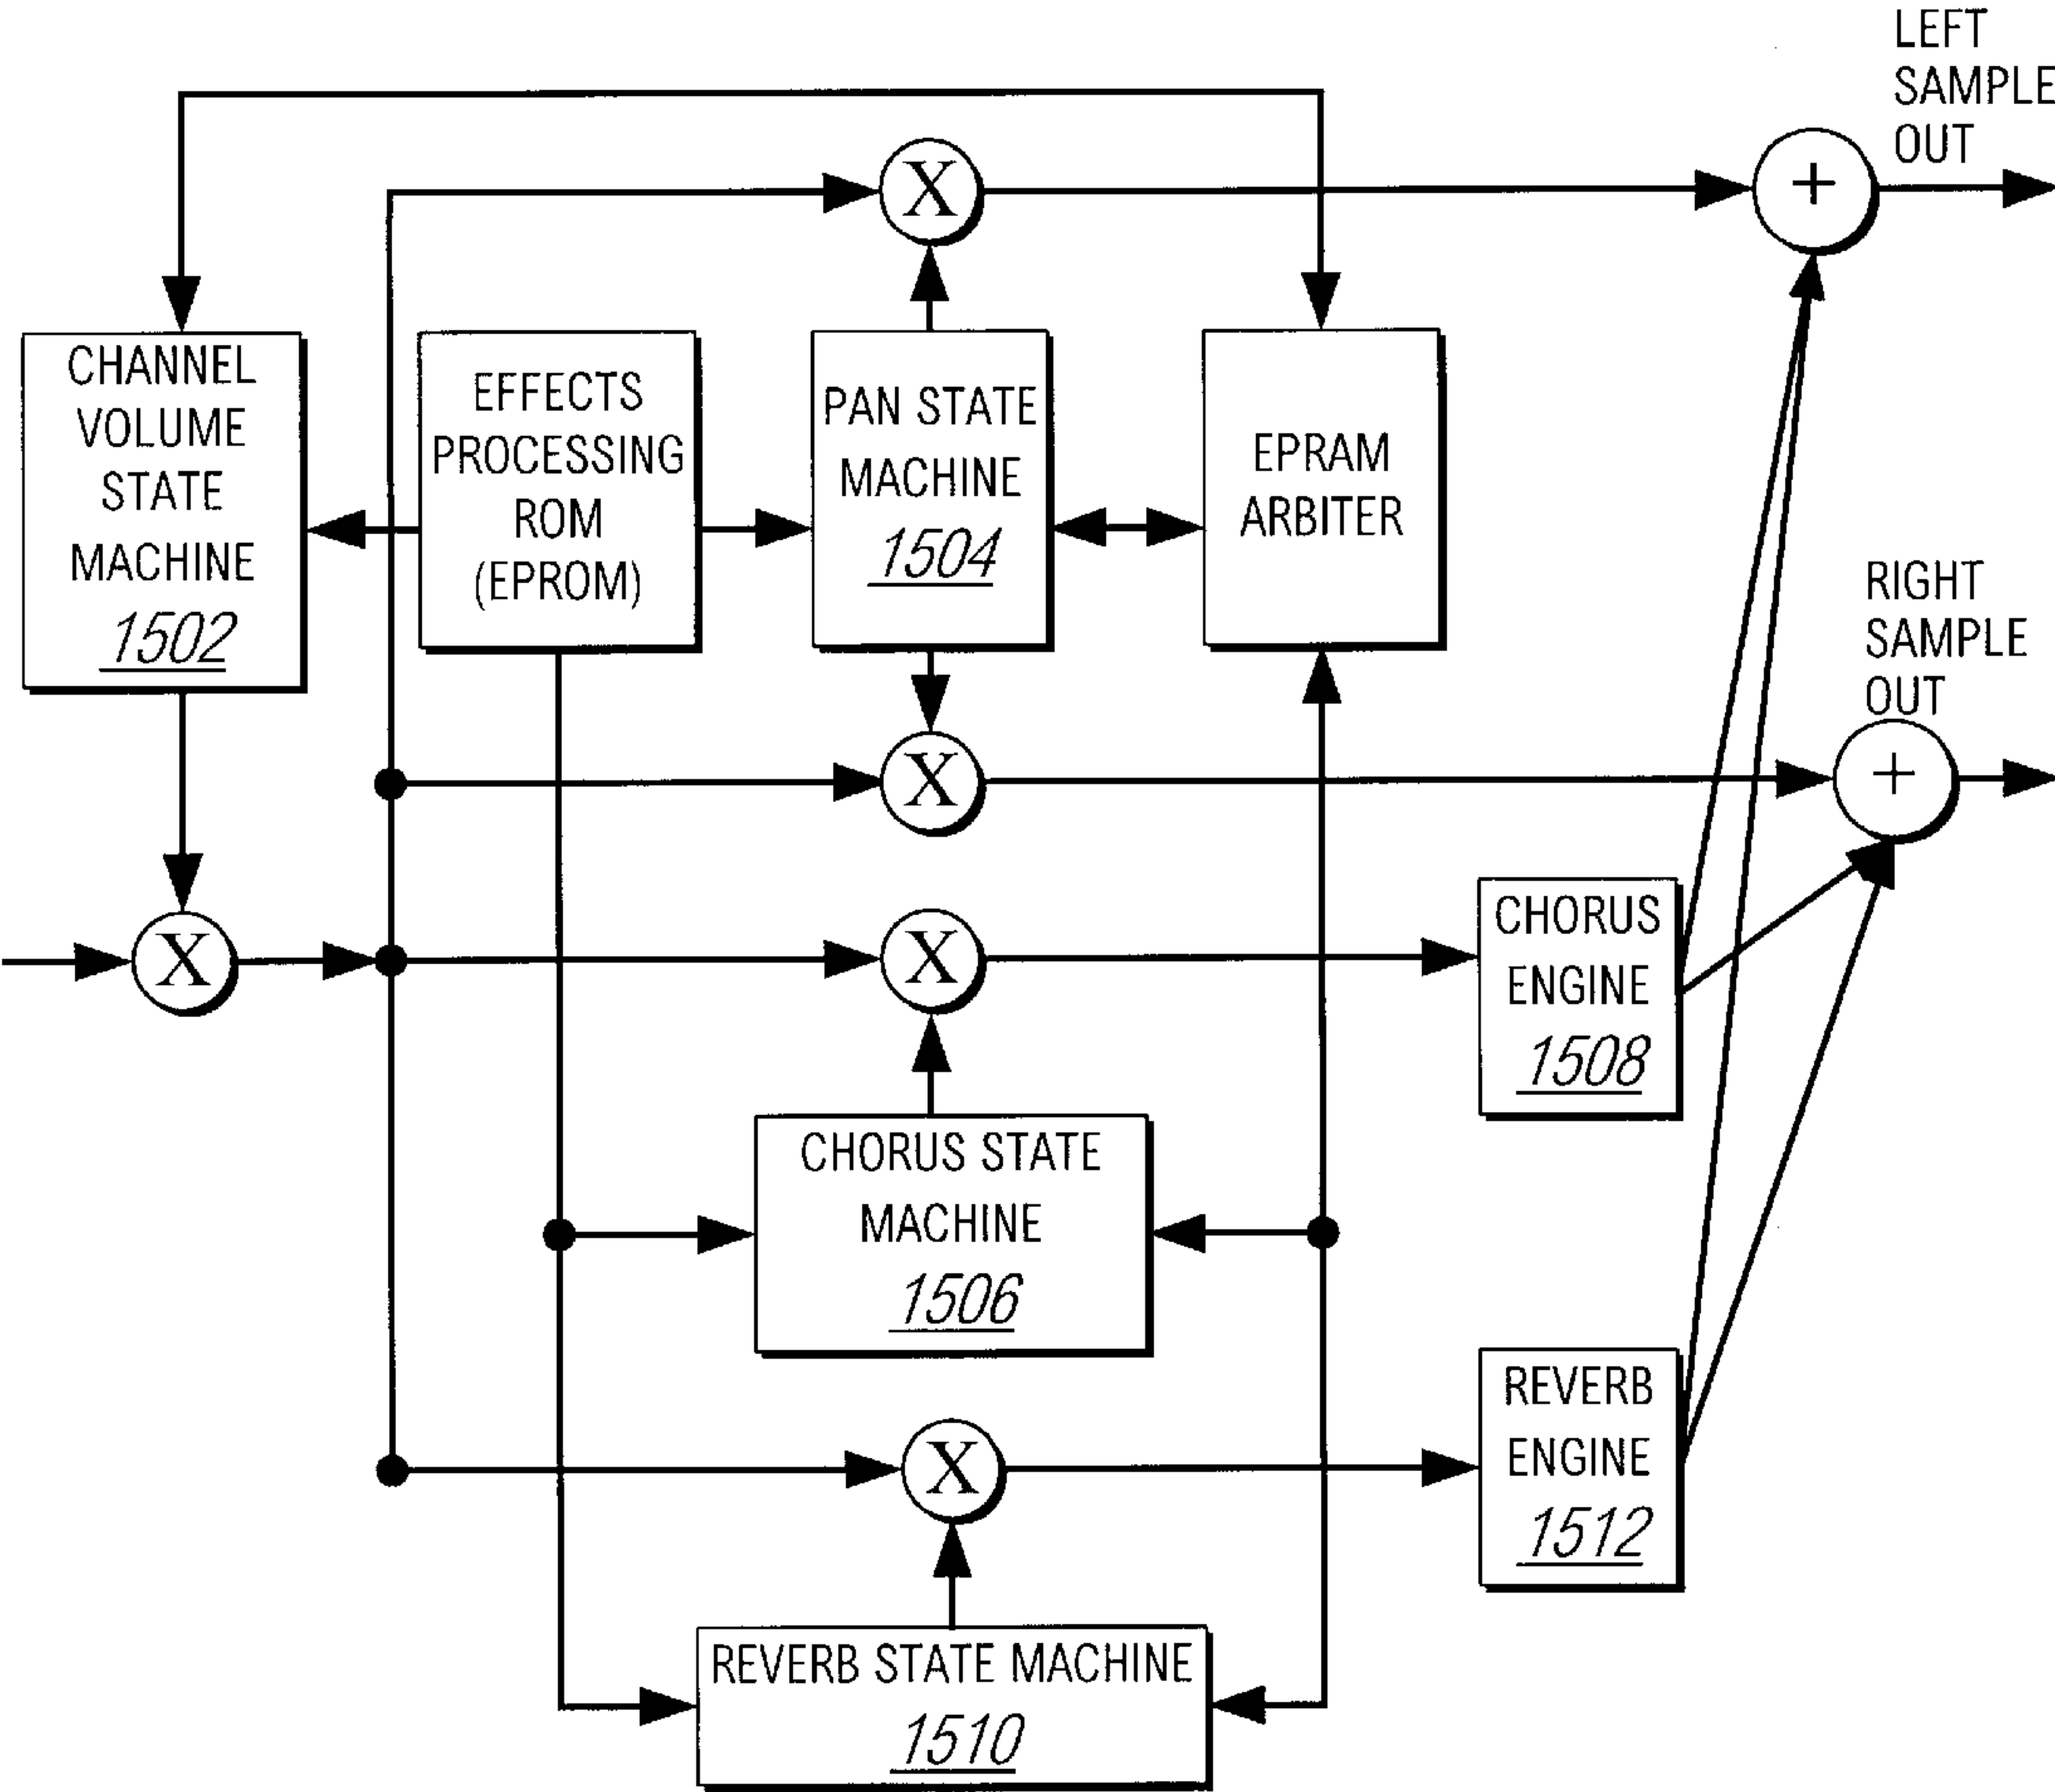 LEFT
SAMPLE
OUT
X
+
CHANNEL
VOLUME
STATE
MACHINE
1502
EFFECTS
PROCESSING
ROM
(EPROM)
PAN STATE
MACHINE
1504
EPRAM
ARBITER
RIGHT
SAMPLE
OUT
X
+
X
X
CHORUS
ENGINE
1508
CHORUS STATE
MACHINE
1506
X
REVERB
ENGINE
1512
REVERB STATE MACHINE
1510